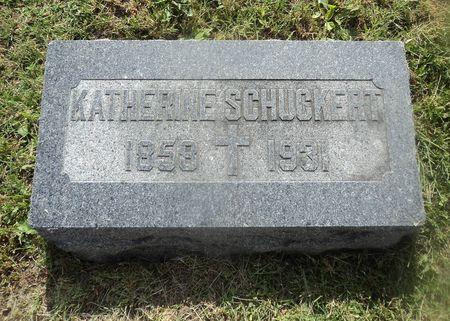 KATHERINE SCHUCKERT
1858 1931